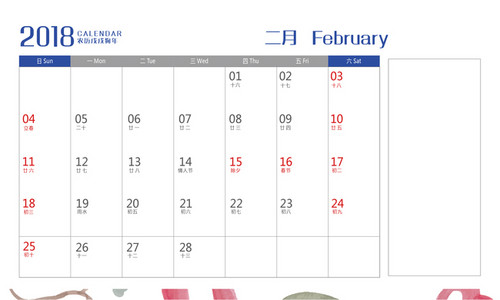 2018 CALENDAR
农历戊戌狗年
二月 February
日 Sun 一 Mon 二 Tue 三 Wed 四 Thu 五 Fri 六 Sat
01 02 03
十六 十七 十八
04 05 06 07 08 09 10
立春 二十 廿一 廿二 廿三 廿四 廿五
11 12 13 14 15 16 17
廿六 廿七 廿八 情人节 除夕 春节 初二
18 19 20 21 22 23 24
初三 雨水 初五 初六 初七 初八 初九
25 26 27 28
初十 十一 十二 十三